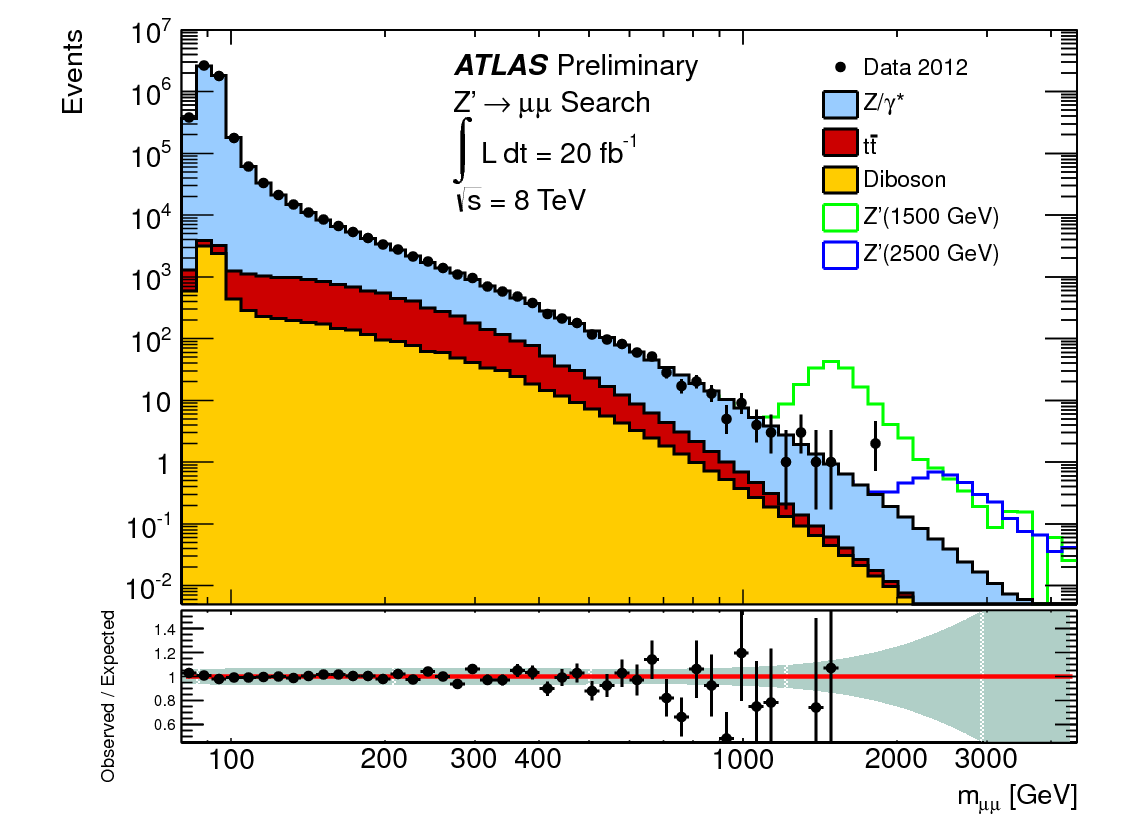 Events
10⁷
10⁶
10⁵
10⁴
10³
10²
10
1
10⁻¹
10⁻²
ATLAS Preliminary
Z' → μμ Search
∫ L dt = 20 fb⁻¹
√s = 8 TeV
Data 2012
Z/γ*
tt̄
Diboson
Z'(1500 GeV)
Z'(2500 GeV)
Observed / Expected
1.4
1.2
1
0.8
0.6
100 200 300 400 1000 2000 3000
m_μμ [GeV]